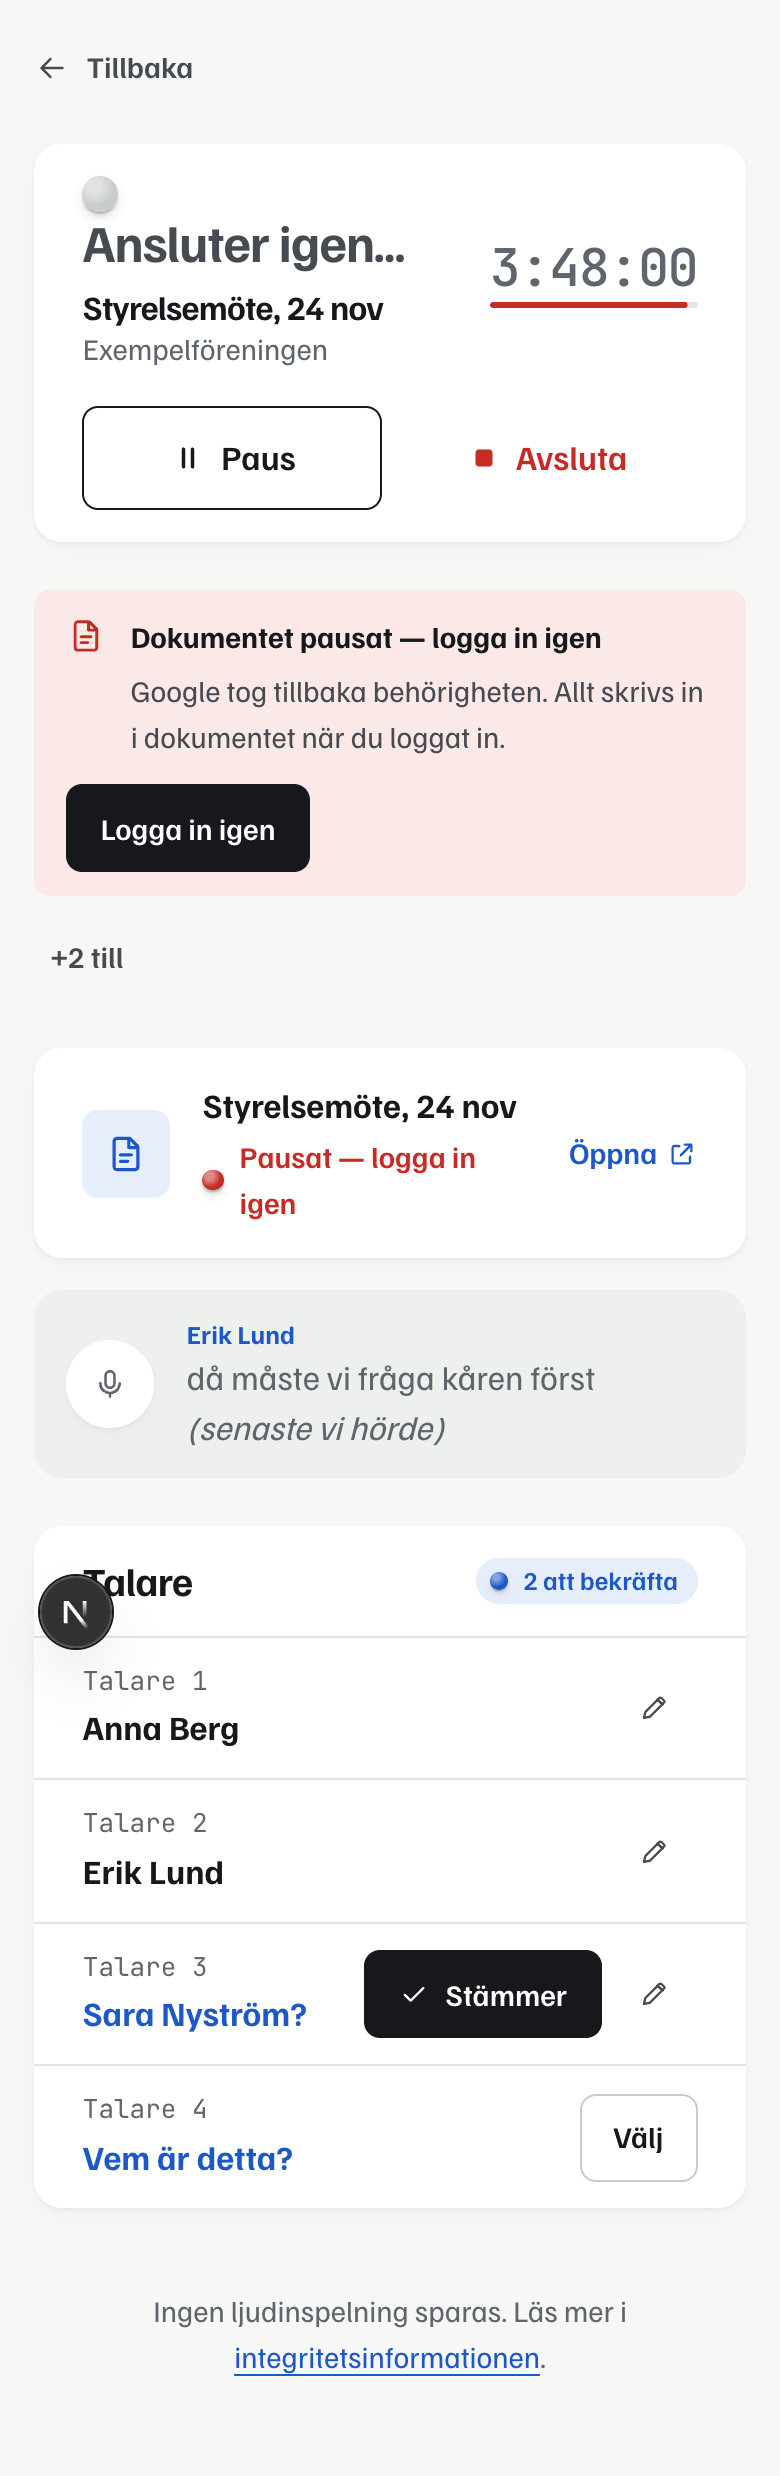 Tillbaka
Ansluter igen...
3:48:00
Styrelsemöte, 24 nov
Exempelföreningen
Paus
Avsluta
Dokumentet pausat — logga in igen
Google tog tillbaka behörigheten. Allt skrivs in
i dokumentet när du loggat in.
Logga in igen
+2 till
Styrelsemöte, 24 nov
Pausat — logga in
igen
Öppna
Erik Lund
då måste vi fråga kåren först
(senaste vi hörde)
Talare
2 att bekräfta
N
Talare 1
Anna Berg
Talare 2
Erik Lund
Talare 3
Sara Nyström?
Stämmer
Talare 4
Vem är detta?
Välj
Ingen ljudinspelning sparas. Läs mer i
integritetsinformationen.